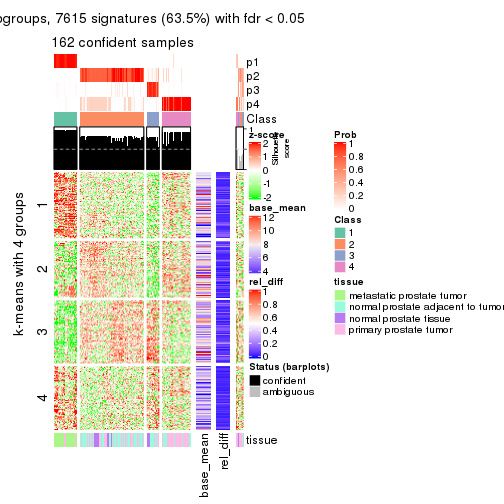 ogroups, 7615 signatures (63.5%) with fdr < 0.05
162 confident samples
p1
p2
p3
p4
Class
1
Silhouette
score
k-means with 4 groups
1
2
3
4
base_mean
rel_diff
tissue
z-score
2
1
0
-1
-2
base_mean
12
10
8
6
4
rel_diff
1
0.8
0.6
0.4
0.2
0
Status (barplots)
confident
ambiguous
Prob
1
0.8
0.6
0.4
0.2
0
Class
1
2
3
4
tissue
metastatic prostate tumor
normal prostate adjacent to tumor
normal prostate tissue
primary prostate tumor